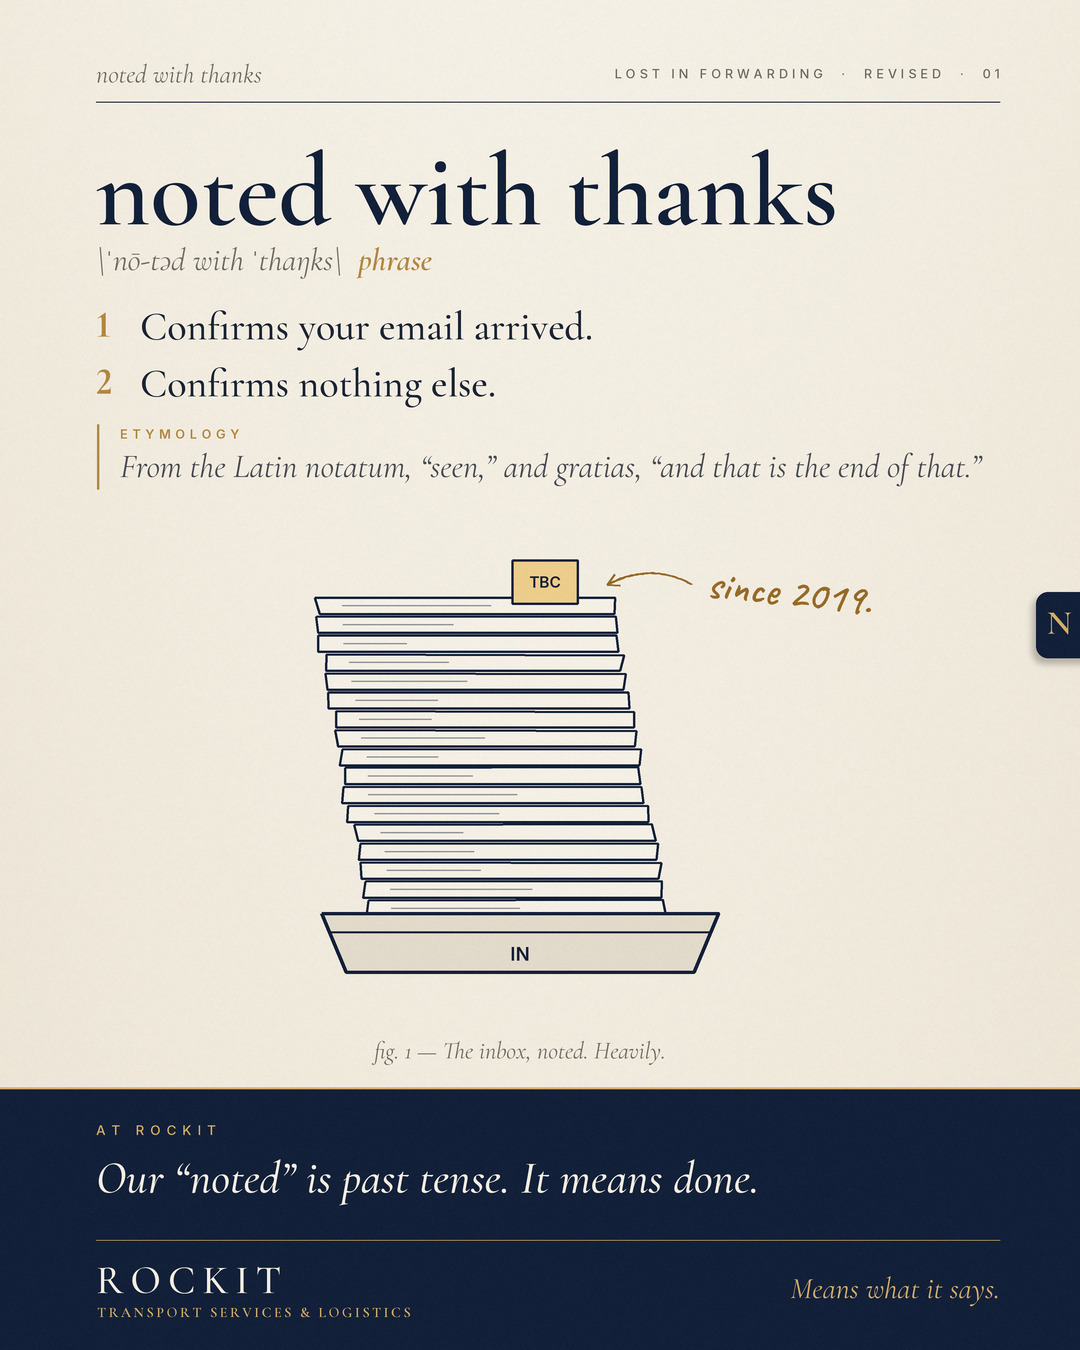 noted with thanks
LOST IN FORWARDING · REVISED · 01
noted with thanks
\ˈnō-təd with ˈthaŋks\ phrase
1 Confirms your email arrived.
2 Confirms nothing else.
ETYMOLOGY
From the Latin notatum, “seen,” and gratias, “and that is the end of that.”
TBC
since 2019.
N
IN
fig. 1 — The inbox, noted. Heavily.
AT ROCKIT
Our “noted” is past tense. It means done.
ROCKIT
TRANSPORT SERVICES & LOGISTICS
Means what it says.